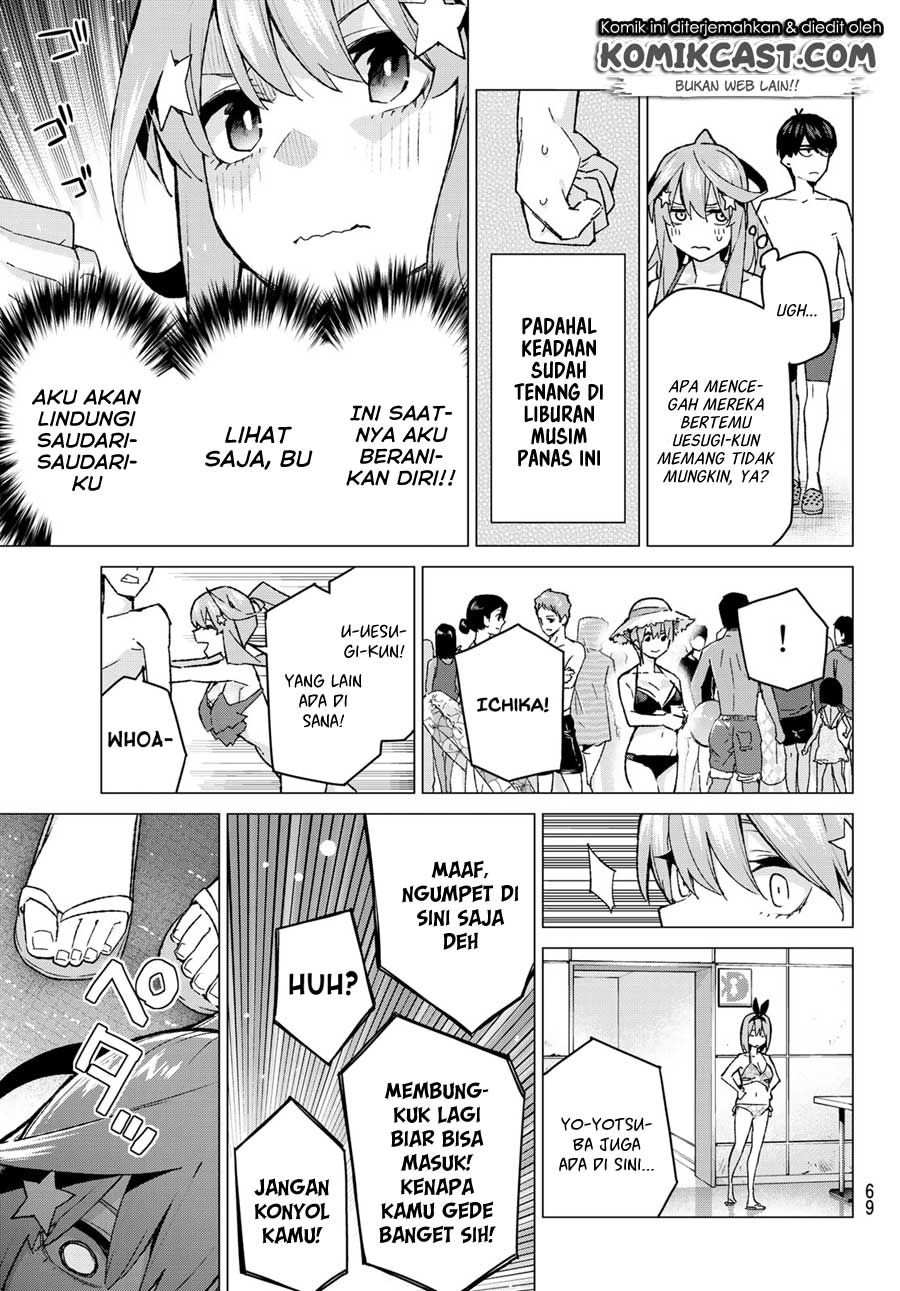 Komik ini diterjemahkan & diedit oleh
KOMIKCAST.COM
BUKAN WEB LAIN!!
UGH...
APA MENCE-
GAH MEREKA
BERTEMU
UESUGI-KUN
MEMANG TIDAK
MUNGKIN, YA?
PADAHAL
KEADAAN
SUDAH
TENANG DI
LIBURAN
MUSIM
PANAS INI
INI SAAT-
NYA AKU
BERANI-
KAN DIRI!!
LIHAT
SAJA, BU
AKU AKAN
LINDUNGI
SAUDARI-
SAUDARI-
KU
!
ICHIKA!
U-UESU-
GI-KUN!
YANG LAIN
ADA DI
SANA!
WHOA-
YO-YOTSU-
BA JUGA
ADA DI SINI...
MAAF,
NGUMPET DI
SINI SAJA
DEH
HUH?
MEMBUNG-
KUK LAGI
BIAR BISA
MASUK!
KENAPA
KAMU GEDE
BANGET SIH!
JANGAN
KONYOL
KAMU!
ペタ
69